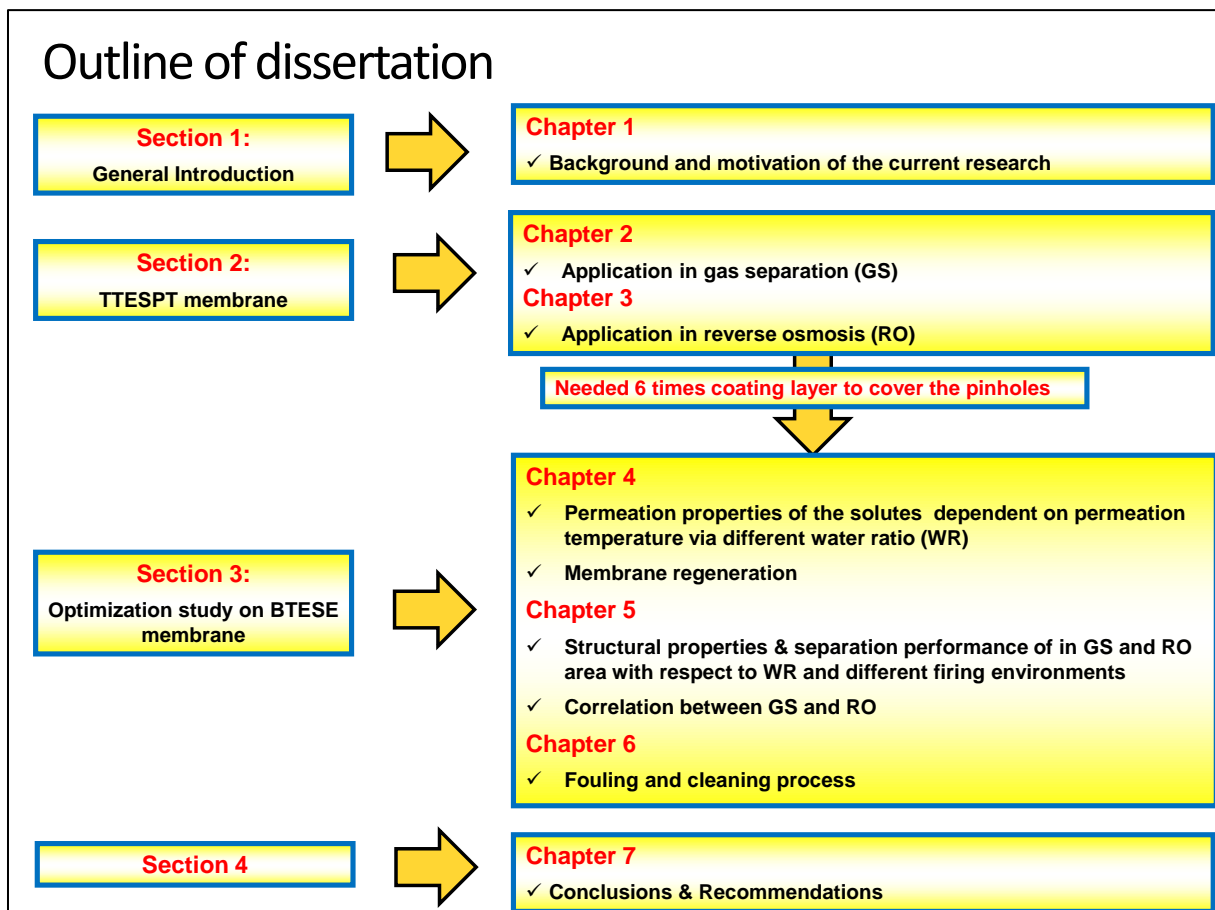 Outline of dissertation
Section 1:
General Introduction
Chapter 1
✓ Background and motivation of the current research
Section 2:
TTESPT membrane
Chapter 2
✓ Application in gas separation (GS)
Chapter 3
✓ Application in reverse osmosis (RO)
Needed 6 times coating layer to cover the pinholes
Section 3:
Optimization study on BTESE
membrane
Chapter 4
✓ Permeation properties of the solutes dependent on permeation
temperature via different water ratio (WR)
✓ Membrane regeneration
Chapter 5
✓ Structural properties & separation performance of in GS and RO
area with respect to WR and different firing environments
✓ Correlation between GS and RO
Chapter 6
✓ Fouling and cleaning process
Section 4
Chapter 7
✓ Conclusions & Recommendations